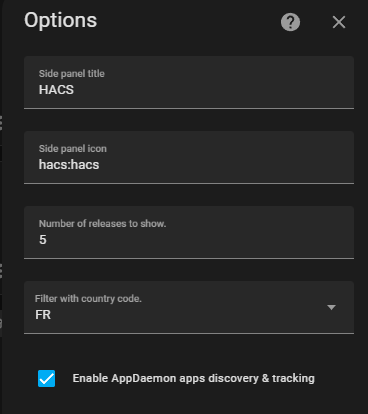 Options
Side panel title
HACS
Side panel icon
hacs:hacs
Number of releases to show.
5
Filter with country code.
FR
Enable AppDaemon apps discovery & tracking